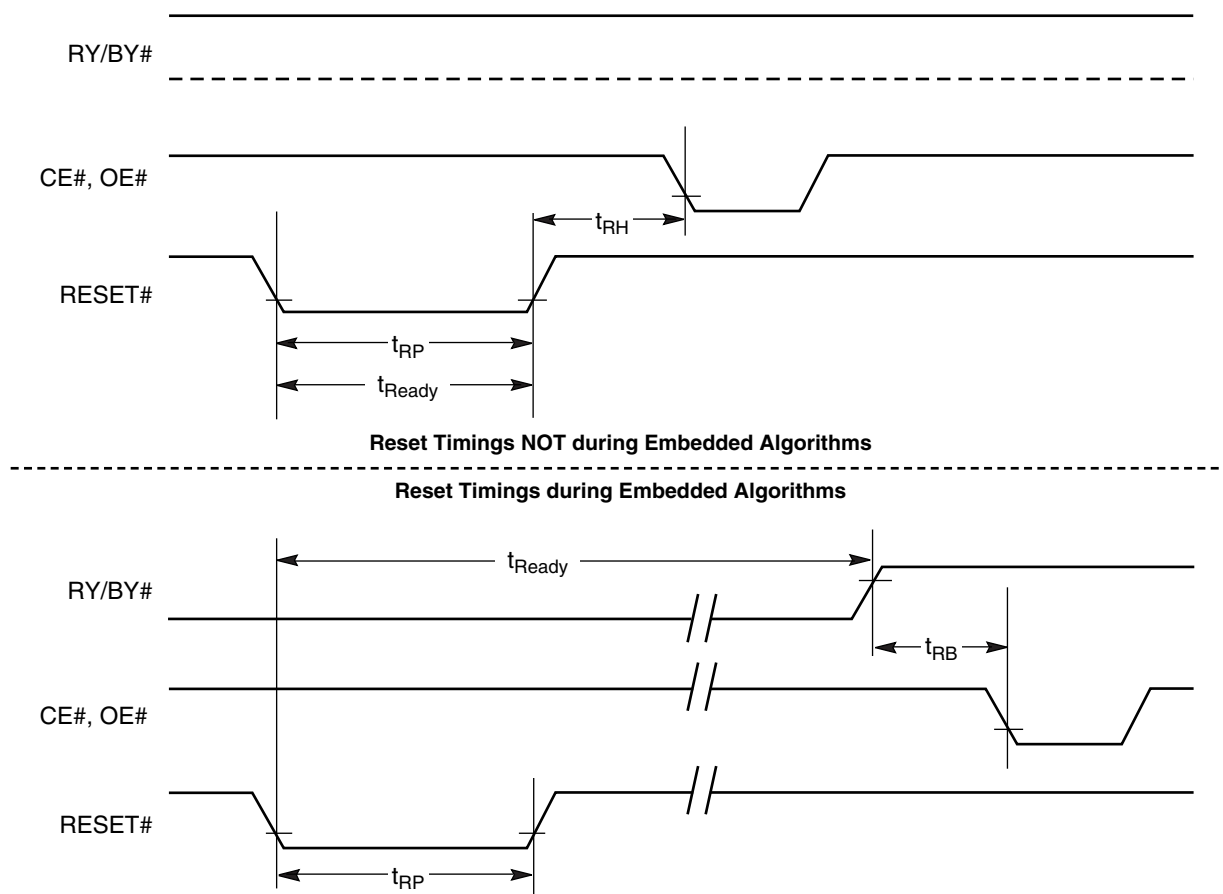 RY/BY#
CE#, OE#
tRH
RESET#
tRP
tReady
Reset Timings NOT during Embedded Algorithms
Reset Timings during Embedded Algorithms
tReady
RY/BY#
tRB
CE#, OE#
RESET#
tRP